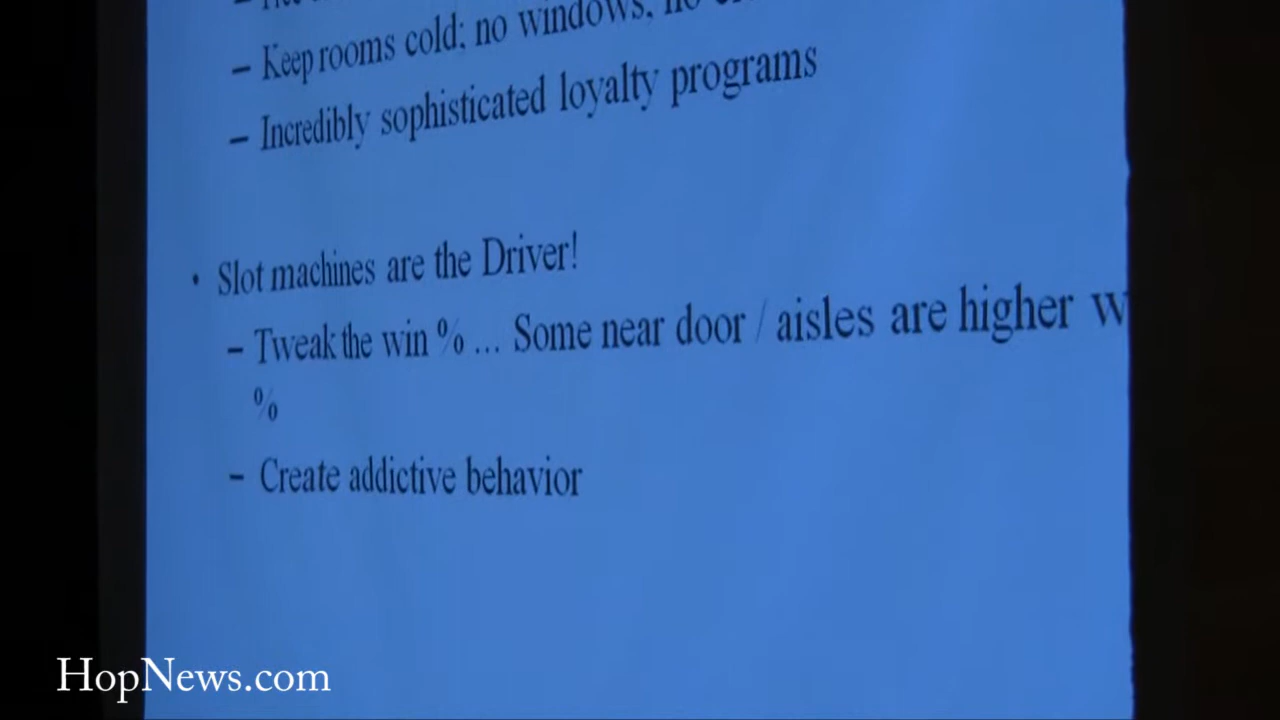 – Keep rooms cold; no windows, no
– Incredibly sophisticated loyalty programs
• Slot machines are the Driver!
– Tweak the win % ... Some near door / aisles are higher w
%
– Create addictive behavior
HopNews.com